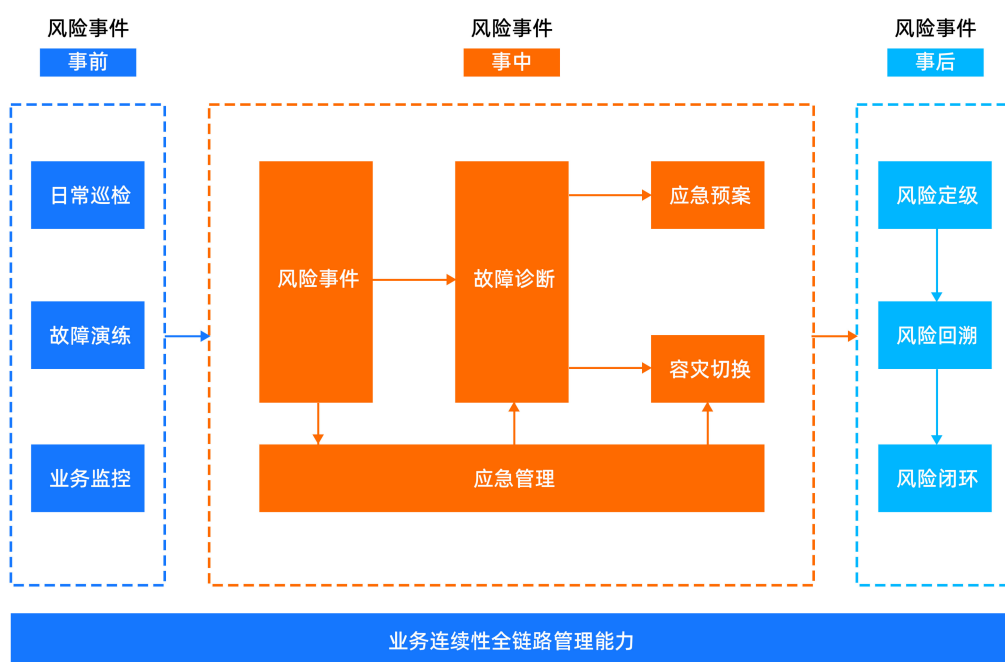 风险事件
事前
风险事件
事中
风险事件
事后
日常巡检
故障演练
业务监控
风险事件
故障诊断
应急预案
容灾切换
应急管理
风险定级
风险回溯
风险闭环
业务连续性全链路管理能力